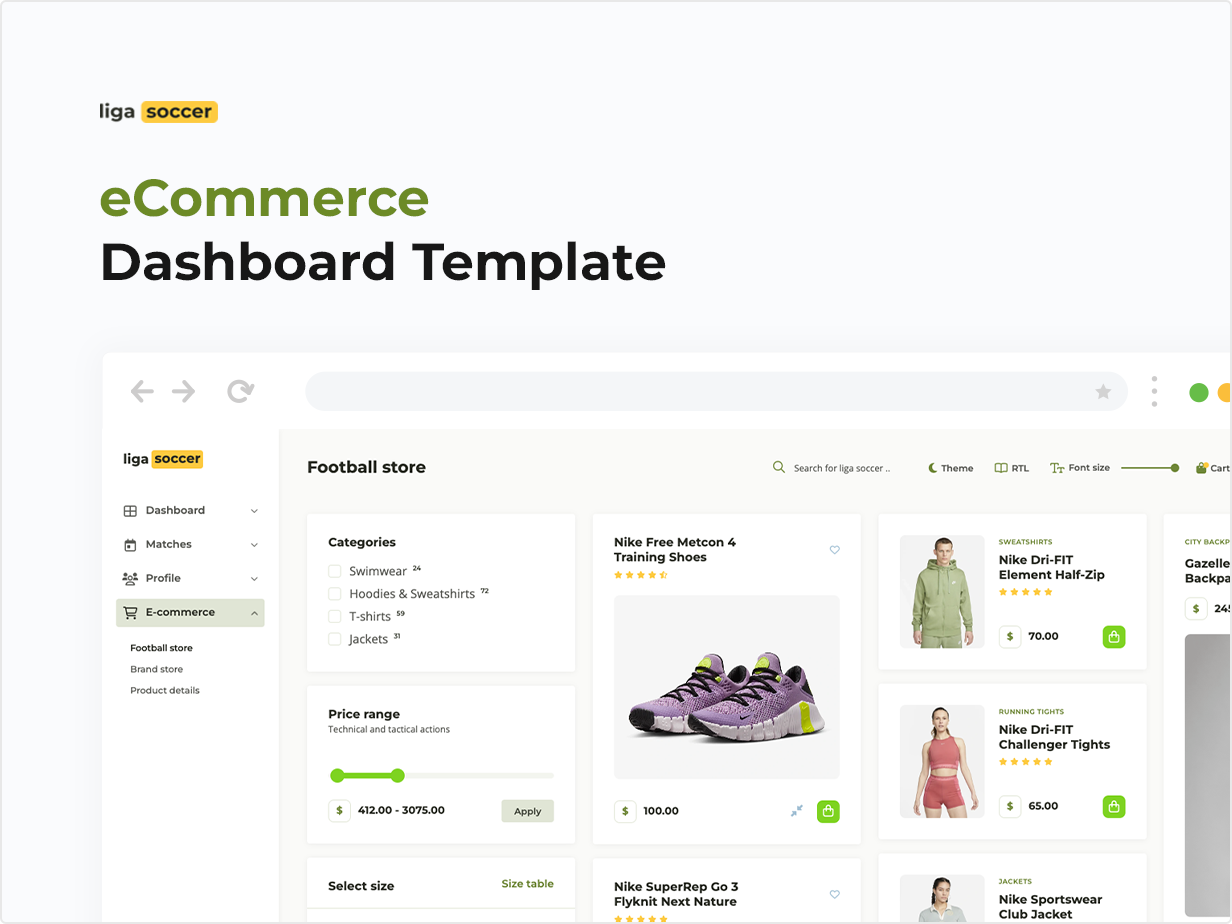 liga soccer
eCommerce
Dashboard Template
liga soccer
Dashboard
Matches
Profile
E-commerce
Football store
Brand store
Product details
Football store
Search for liga soccer ..
Theme
RTL
Font size
Cart
Categories
Swimwear 24
Hoodies & Sweatshirts 72
T-shirts 59
Jackets 31
Price range
Technical and tactical actions
$ 412.00 - 3075.00
Apply
Select size
Size table
Nike Free Metcon 4
Training Shoes
$ 100.00
Nike SuperRep Go 3
Flyknit Next Nature
SWEATSHIRTS
Nike Dri-FIT
Element Half-Zip
$ 70.00
RUNNING TIGHTS
Nike Dri-FIT
Challenger Tights
$ 65.00
JACKETS
Nike Sportswear
Club Jacket
CITY BACKP
Gazelle
Backpa
$ 245